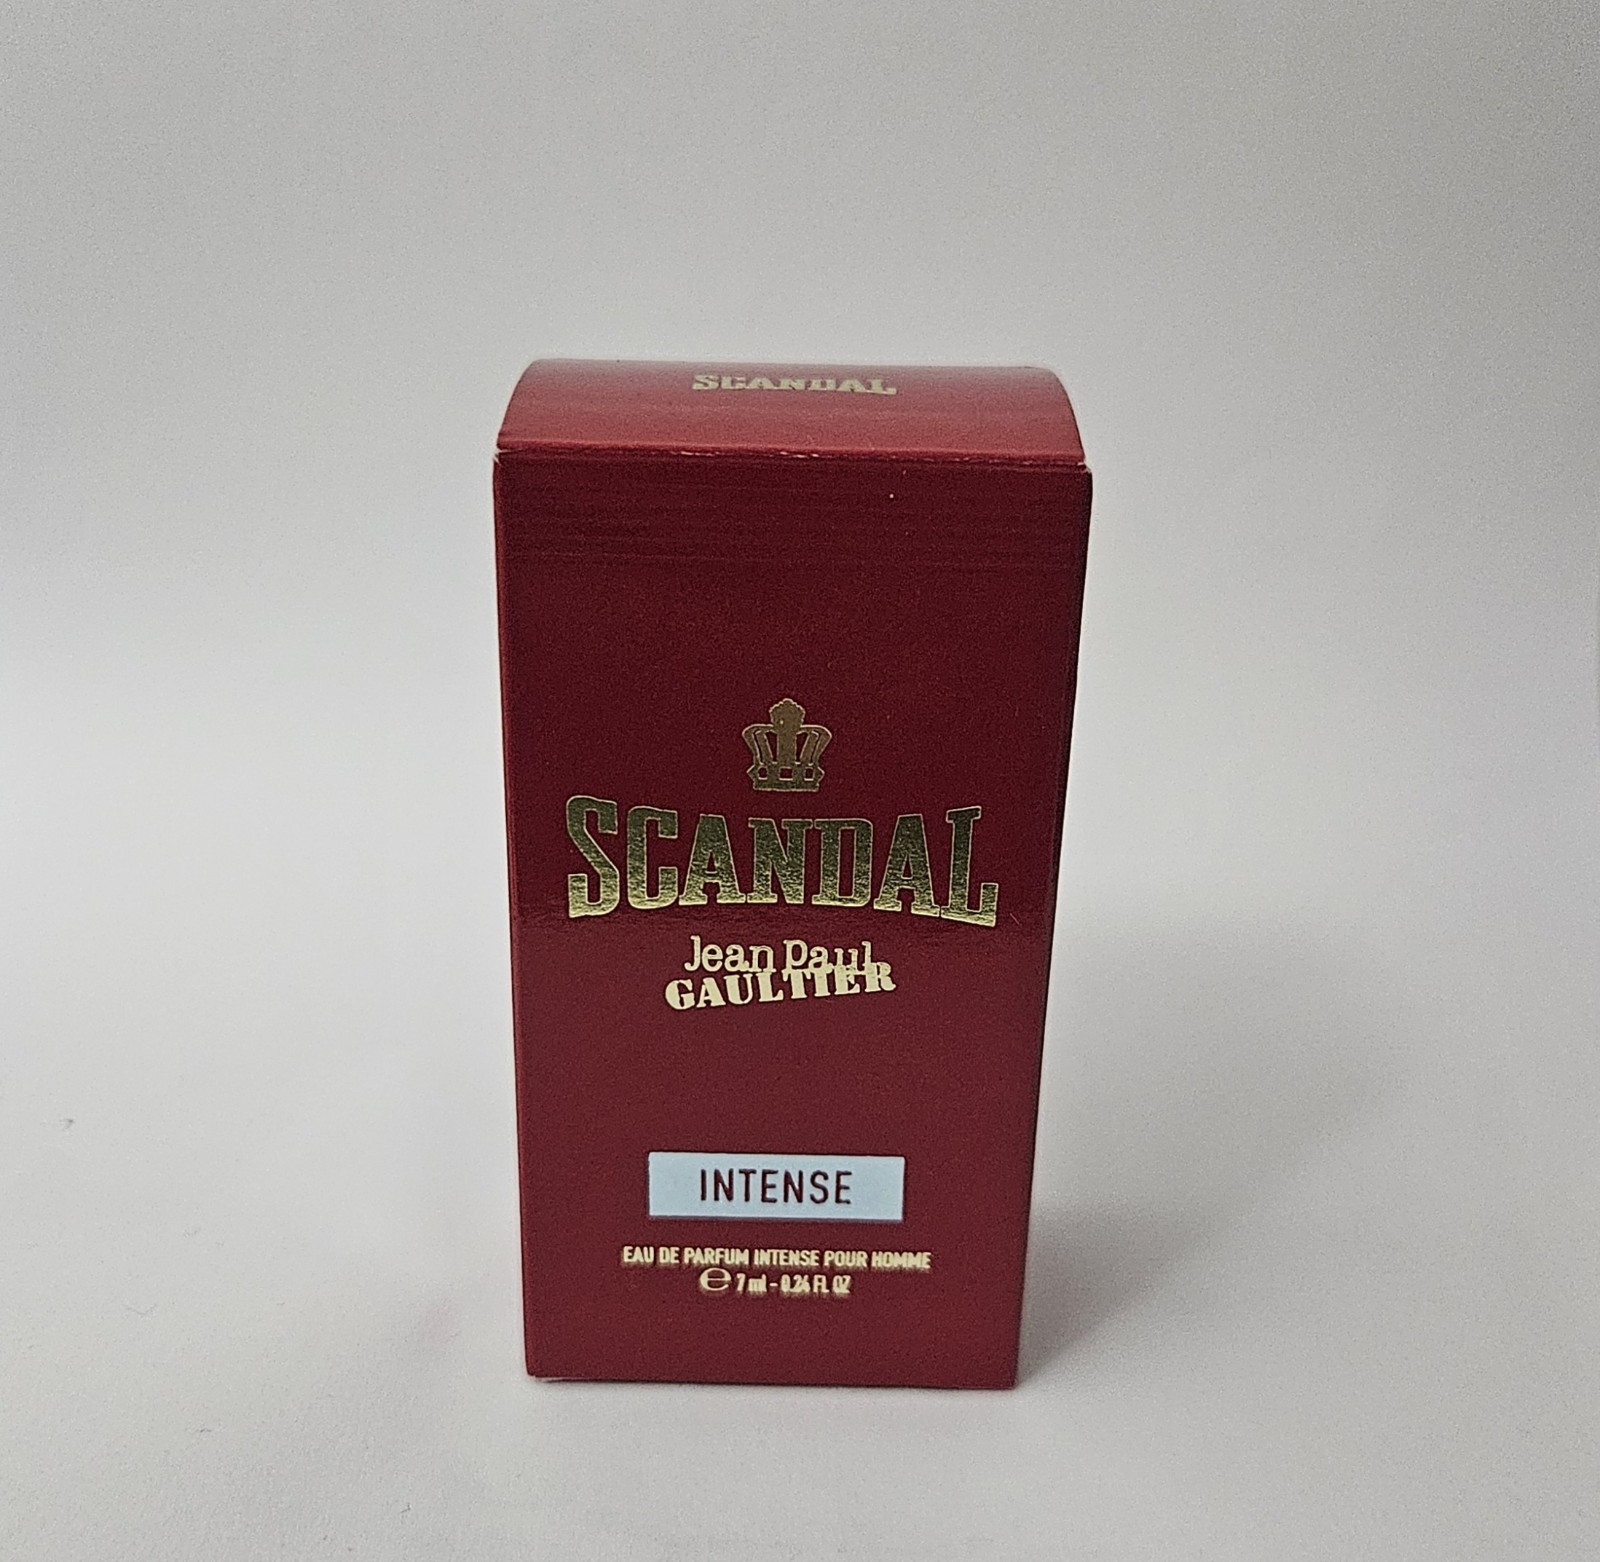 SCANDAL
SCANDAL
Jean Paul
GAULTIER
INTENSE
EAU DE PARFUM INTENSE POUR HOMME
℮ 7 ml - 0.24 FL OZ